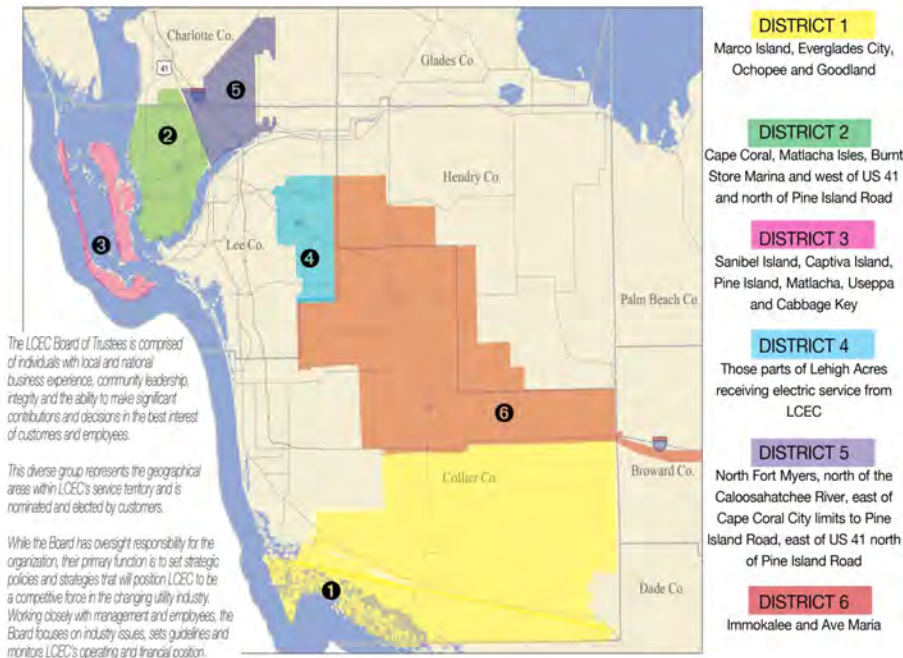 Charlotte Co.
41
Glades Co.
5
2
Hendry Co.
3
Lee Co.
4
Palm Beach Co.
6
Broward Co.
Collier Co.
Dade Co.
1
The LCEC Board of Trustees is comprised
of individuals with local and national
business experience, community leadership,
integrity and the ability to make significant
contributions and decisions in the best interest
of customers and employees.
This diverse group represents the geographical
areas within LCEC's service territory and is
nominated and elected by customers.
While the Board has oversight responsibility for the
organization, their primary function is to set strategic
policies and strategies that will position LCEC to be
a competitive force in the changing utility industry.
Working closely with management and employees, the
Board focuses on industry issues, sets guidelines and
monitors LCEC's operating and financial position.
DISTRICT 1
Marco Island, Everglades City,
Ochopee and Goodland
DISTRICT 2
Cape Coral, Matlacha Isles, Burnt
Store Marina and west of US 41
and north of Pine Island Road
DISTRICT 3
Sanibel Island, Captiva Island,
Pine Island, Matlacha, Useppa
and Cabbage Key
DISTRICT 4
Those parts of Lehigh Acres
receiving electric service from
LCEC
DISTRICT 5
North Fort Myers, north of the
Caloosahatchee River, east of
Cape Coral City limits to Pine
Island Road, east of US 41 north
of Pine Island Road
DISTRICT 6
Immokalee and Ave Maria